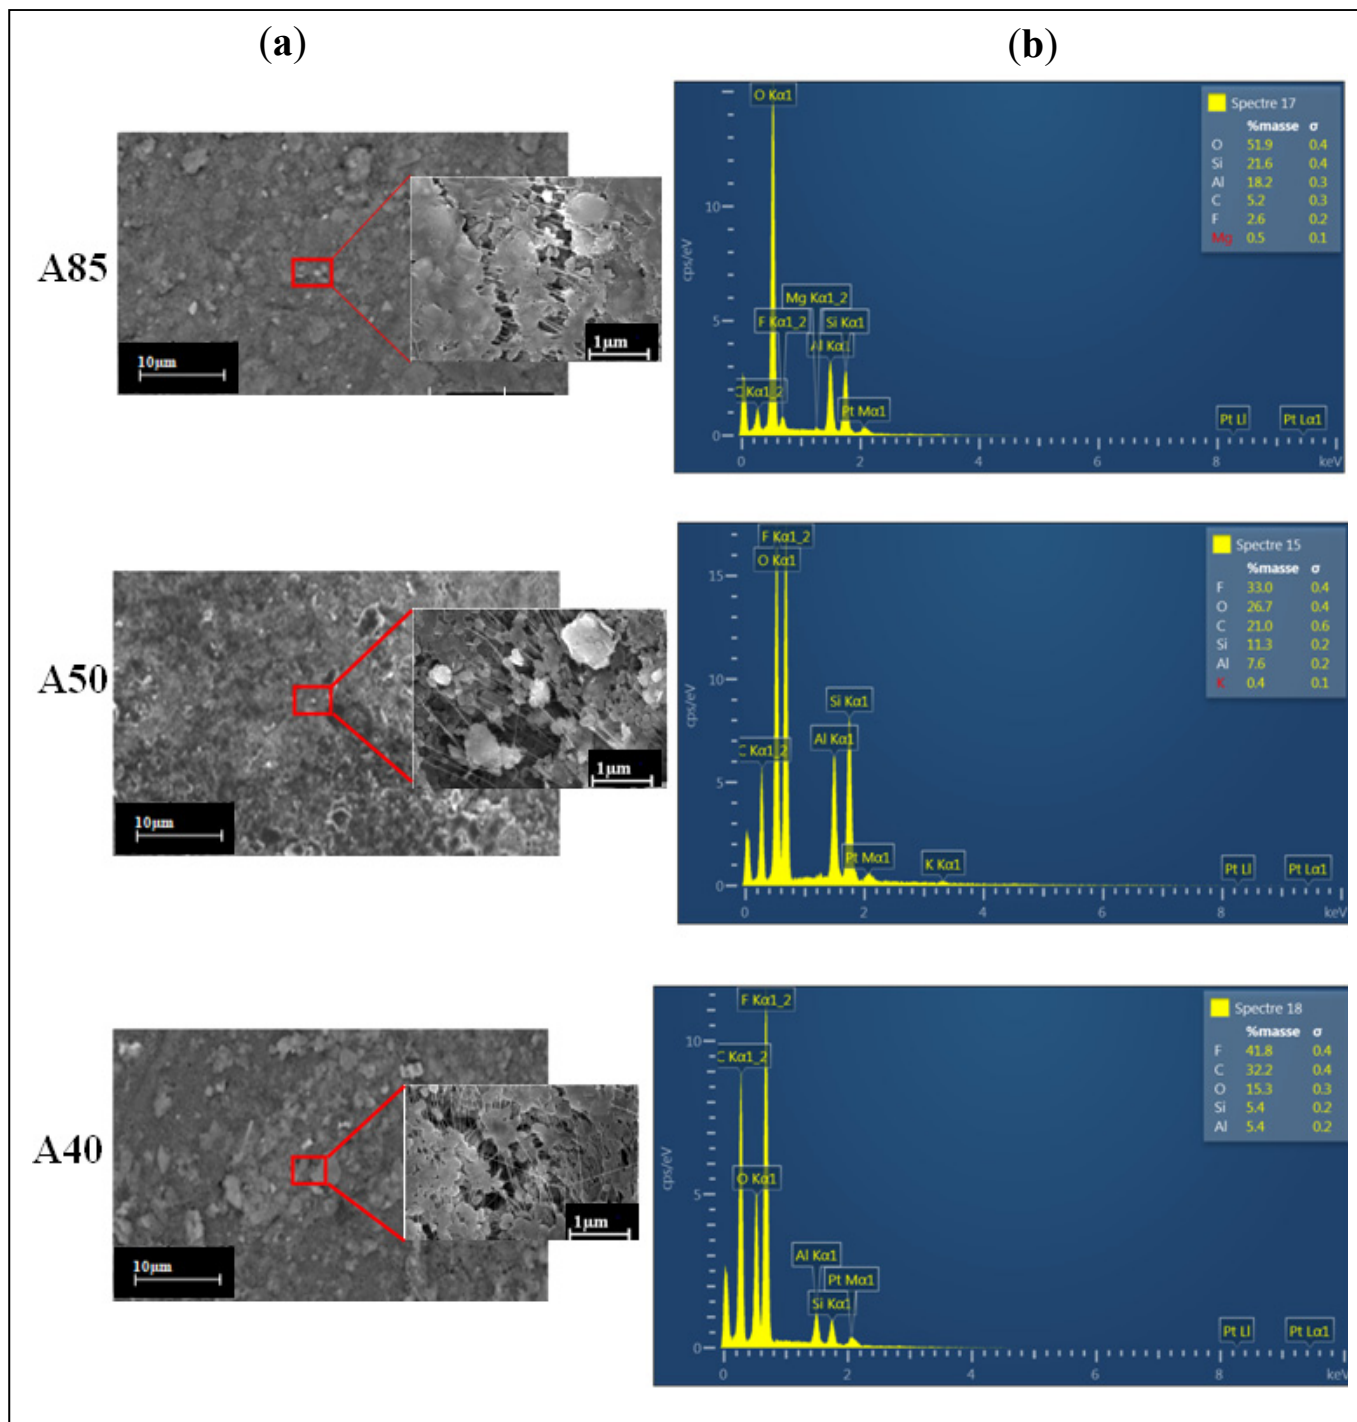 (a)
(b)
A85
10μm
1μm
O Kα1
Mg Kα1_2
F Kα1_2
Si Kα1
Al Kα1
C Kα1_2
Pt Mα1
Pt Ll
Pt Lα1
cps/eV
10
5
0
0
2
4
6
8
keV
Spectre 17
%masse σ
O 51.9 0.4
Si 21.6 0.4
Al 18.2 0.3
C 5.2 0.3
F 2.6 0.2
Mg 0.5 0.1
A50
10μm
1μm
F Kα1_2
O Kα1
Si Kα1
Al Kα1
C Kα1_2
Pt Mα1
K Kα1
Pt Ll
Pt Lα1
cps/eV
15
10
5
0
0
2
4
6
8
keV
Spectre 15
%masse σ
F 33.0 0.4
O 26.7 0.4
C 21.0 0.6
Si 11.3 0.2
Al 7.6 0.2
K 0.4 0.1
A40
10μm
1μm
F Kα1_2
C Kα1_2
O Kα1
Al Kα1
Pt Mα1
Si Kα1
Pt Ll
Pt Lα1
cps/eV
10
5
0
0
2
4
6
8
keV
Spectre 18
%masse σ
F 41.8 0.4
C 32.2 0.4
O 15.3 0.3
Si 5.4 0.2
Al 5.4 0.2